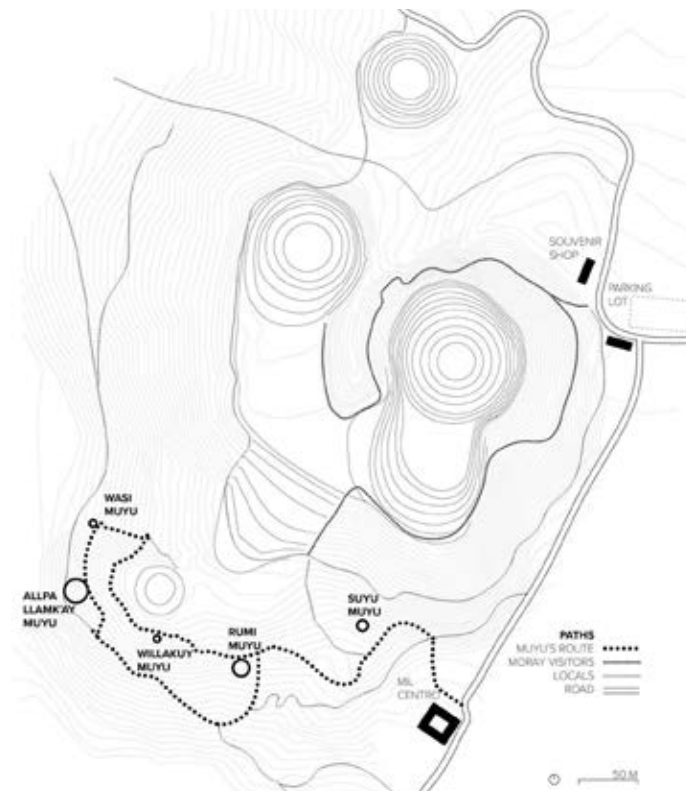 SOUVENIR
SHOP
PARKING
LOT
WASI
MUYU
ALLPA
LLAMK'AY
MUYU
WILLAKUY
MUYU
RUMI
MUYU
SUYU
MUYU
MIL
CENTRO
PATHS
MUYU'S ROUTE
MORAY VISITORS
LOCALS
ROAD
50 M